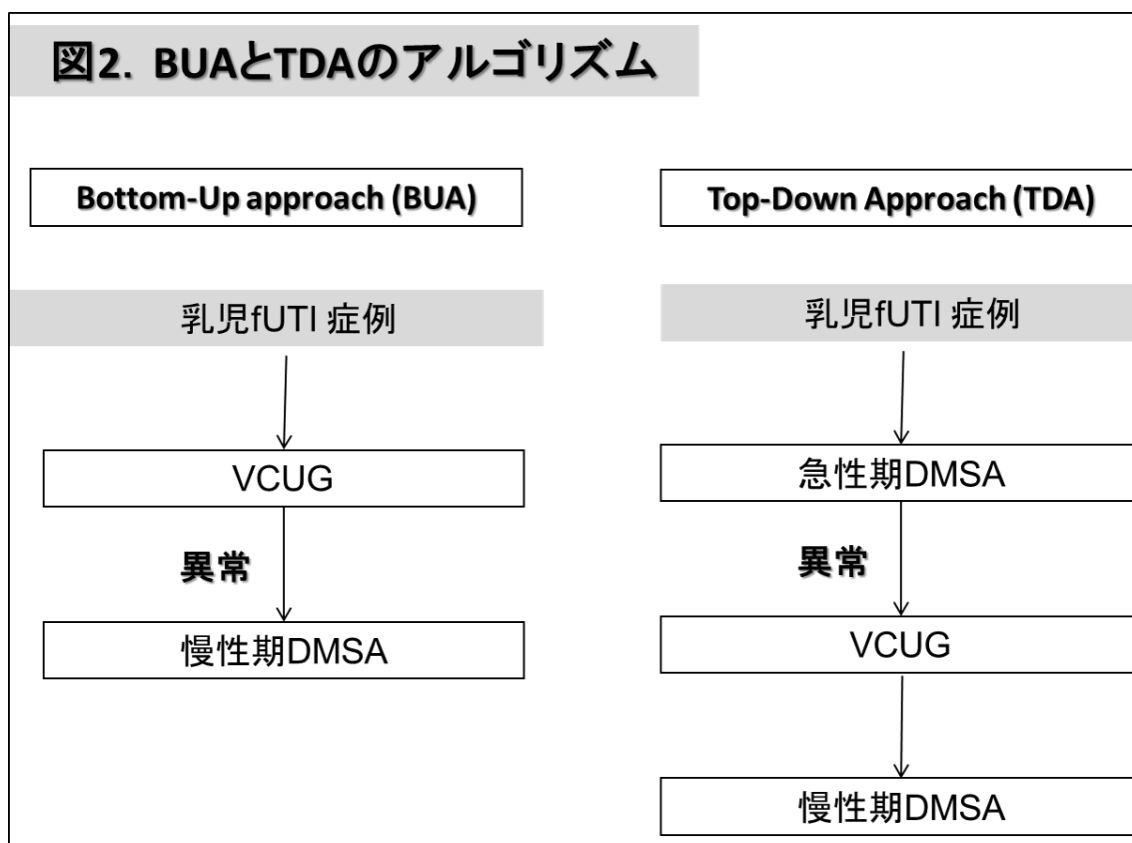 図2. BUAとTDAのアルゴリズム
Bottom-Up approach (BUA)
乳児fUTI 症例
VCUG
異常
慢性期DMSA
Top-Down Approach (TDA)
乳児fUTI 症例
急性期DMSA
異常
VCUG
慢性期DMSA